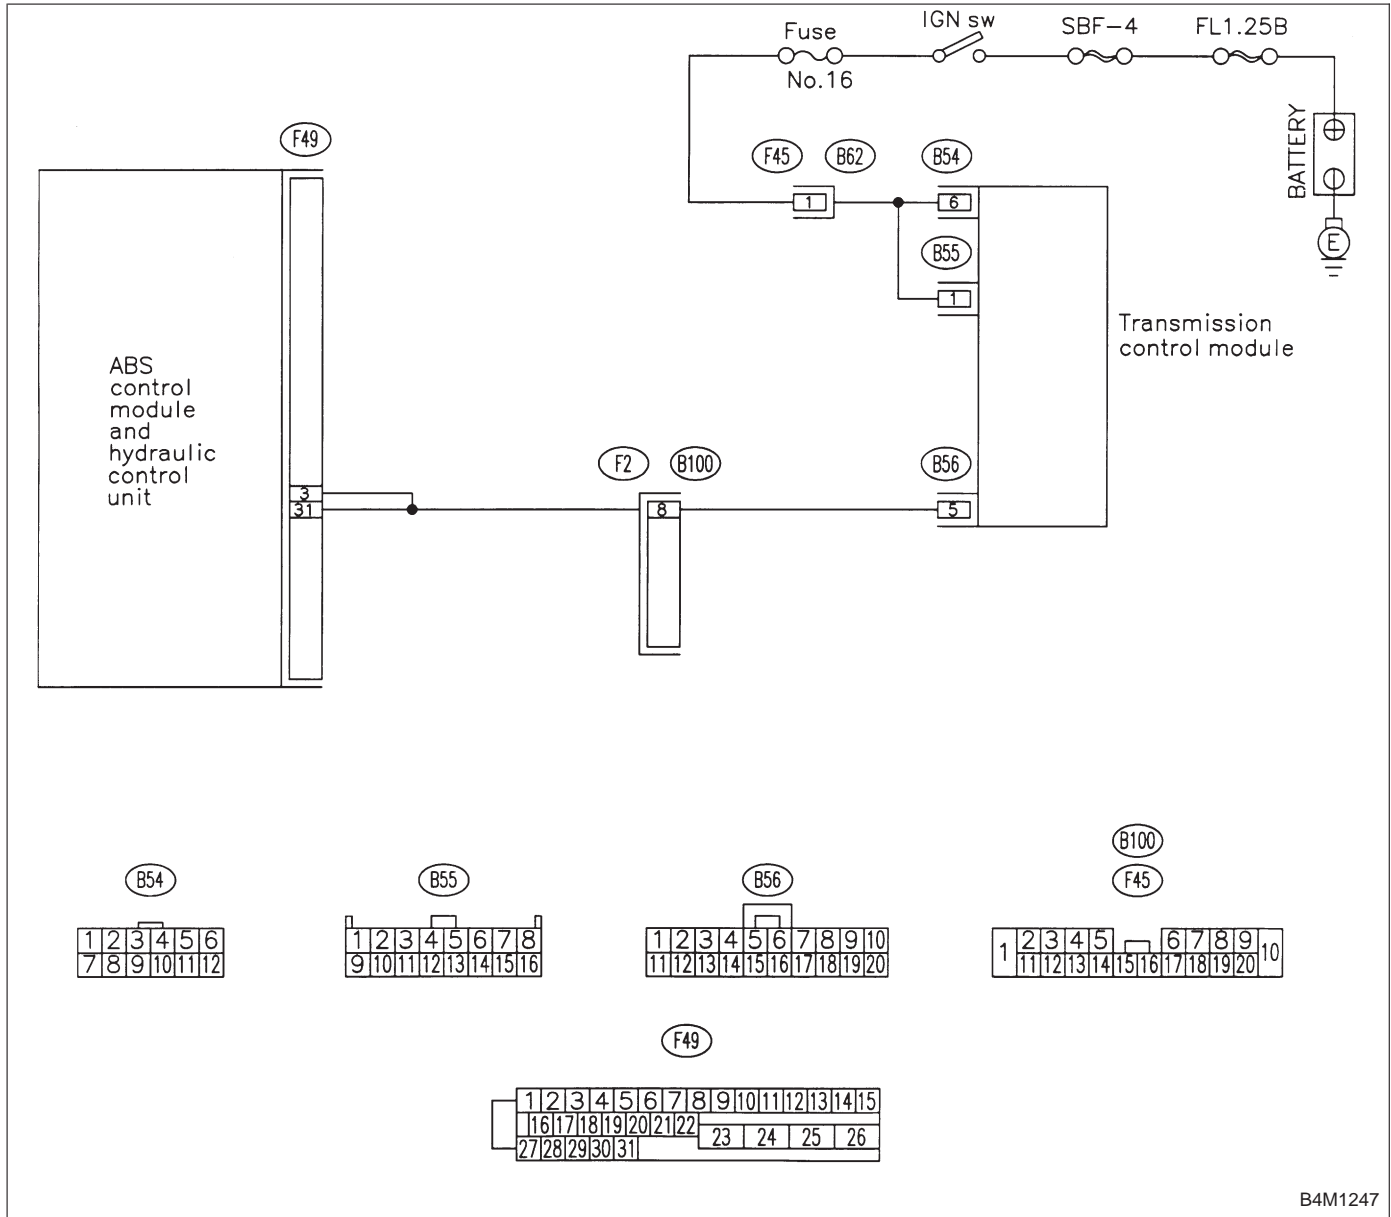 Fuse
No.16
IGN sw
SBF-4
FL1.25B
BATTERY
E
F49
F45
B62
B54
1
6
B55
1
Transmission
control module
ABS
control
module
and
hydraulic
control
unit
F2
B100
B56
3
31
8
5
B100
B54
B55
B56
F45
1 2 3 4 5 6
7 8 9 10 11 12
1 2 3 4 5 6 7 8
9 10 11 12 13 14 15 16
1 2 3 4 5 6 7 8 9 10
11 12 13 14 15 16 17 18 19 20
1 2 3 4 5 6 7 8 9 10
11 12 13 14 15 16 17 18 19 20
F49
1 2 3 4 5 6 7 8 9 10 11 12 13 14 15
16 17 18 19 20 21 22
23 24 25 26
27 28 29 30 31
B4M1247